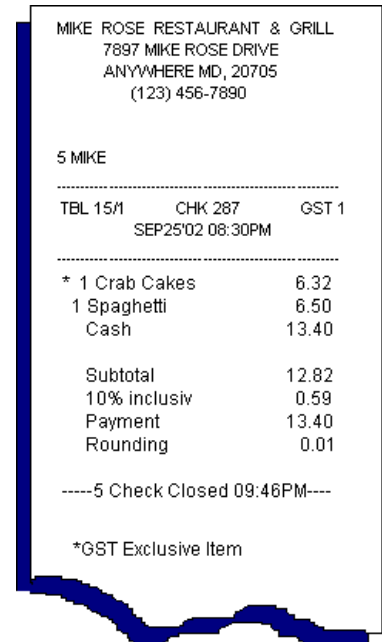 MIKE ROSE RESTAURANT & GRILL
7897 MIKE ROSE DRIVE
ANYWHERE MD, 20705
(123) 456-7890
5 MIKE
TBL 15/1 CHK 287 GST 1
SEP25'02 08:30PM
* 1 Crab Cakes 6.32
1 Spaghetti 6.50
Cash 13.40
Subtotal 12.82
10% inclusiv 0.59
Payment 13.40
Rounding 0.01
-----5 Check Closed 09:46PM----
*GST Exclusive Item